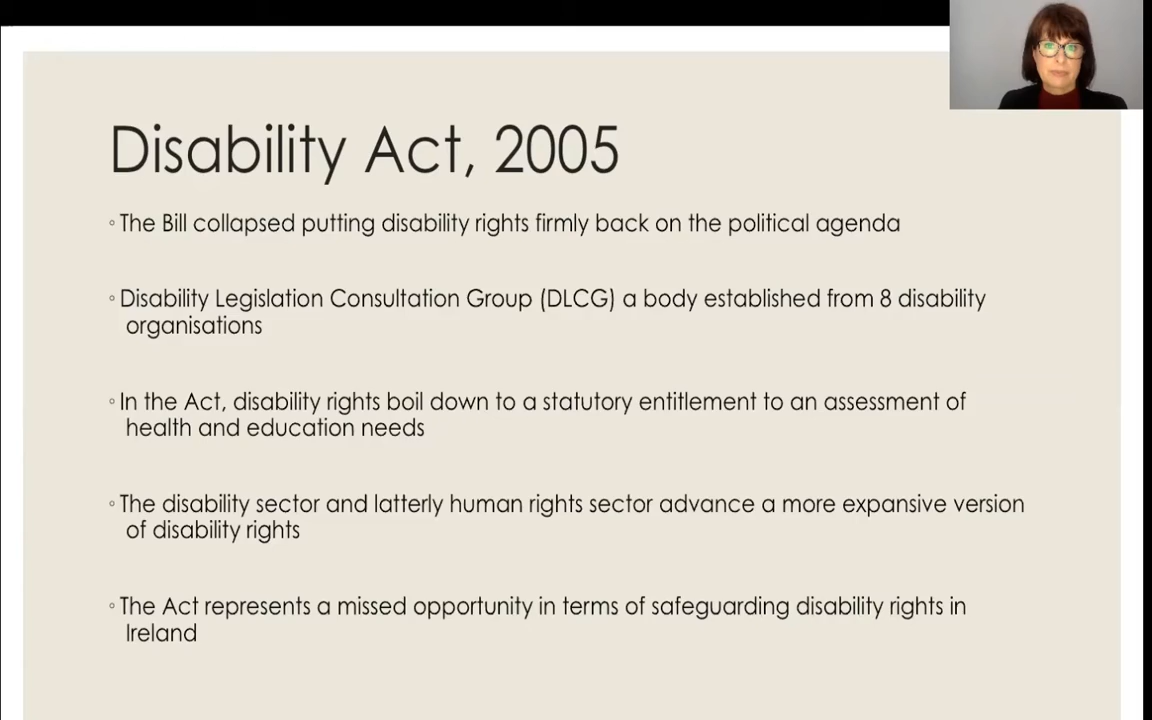 Disability Act, 2005
◦ The Bill collapsed putting disability rights firmly back on the political agenda
◦ Disability Legislation Consultation Group (DLCG) a body established from 8 disability
organisations
◦ In the Act, disability rights boil down to a statutory entitlement to an assessment of
health and education needs
◦ The disability sector and latterly human rights sector advance a more expansive version
of disability rights
◦ The Act represents a missed opportunity in terms of safeguarding disability rights in
Ireland